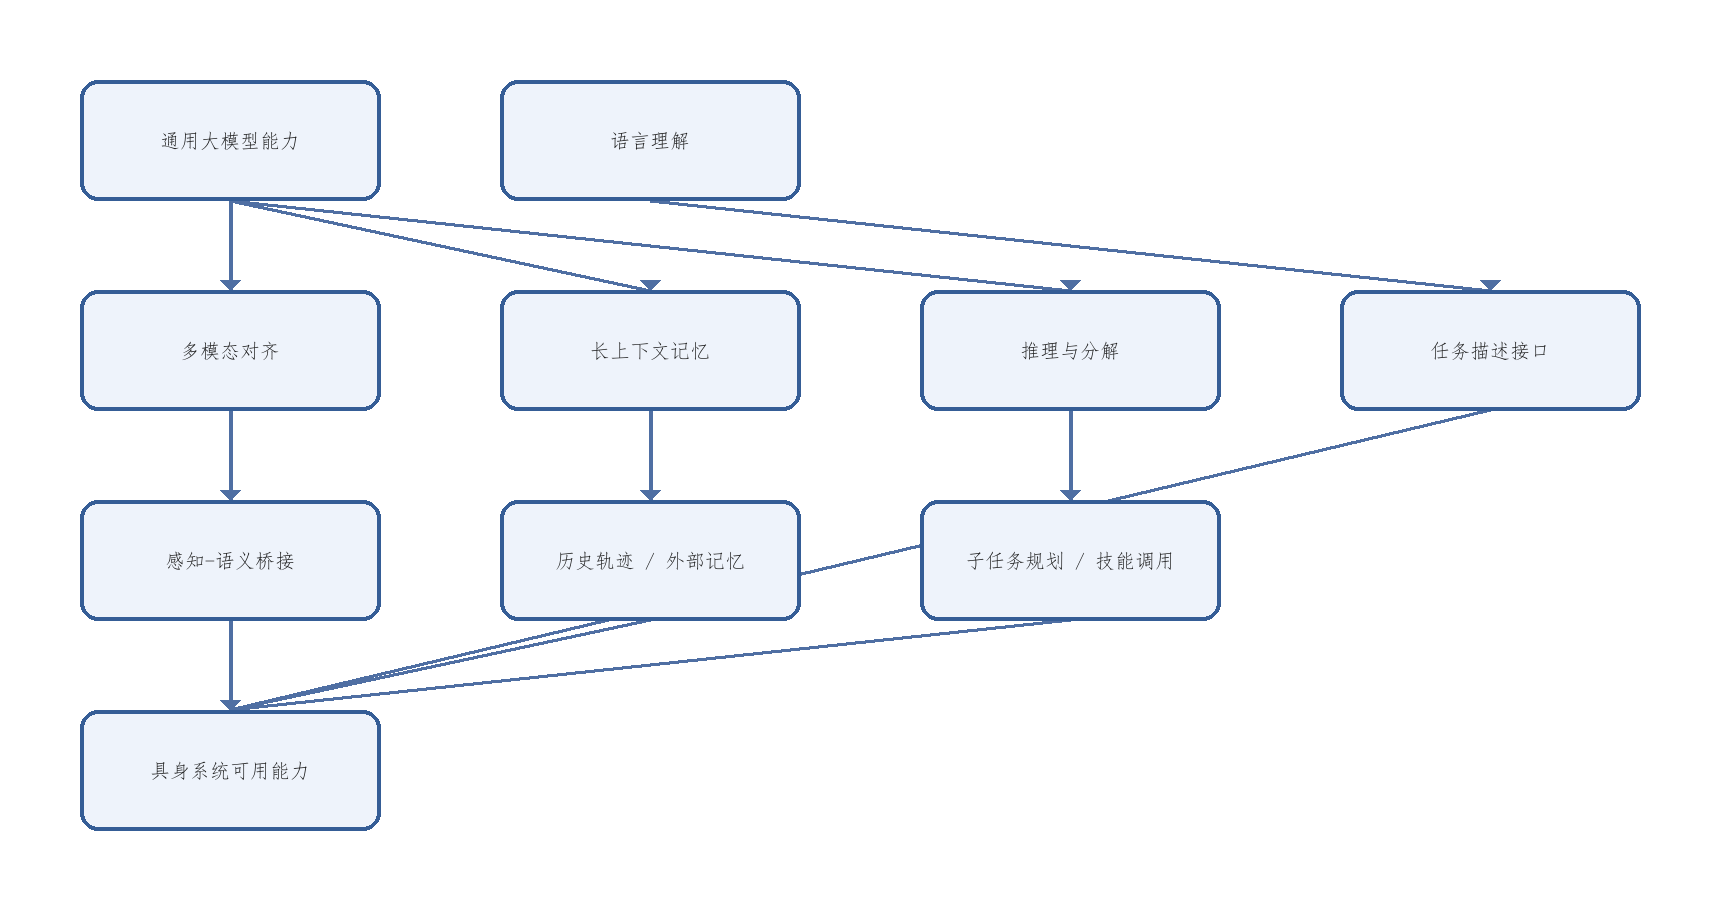 通用大模型能力
语言理解
多模态对齐
长上下文记忆
推理与分解
任务描述接口
感知-语义桥接
历史轨迹 / 外部记忆
子任务规划 / 技能调用
具身系统可用能力